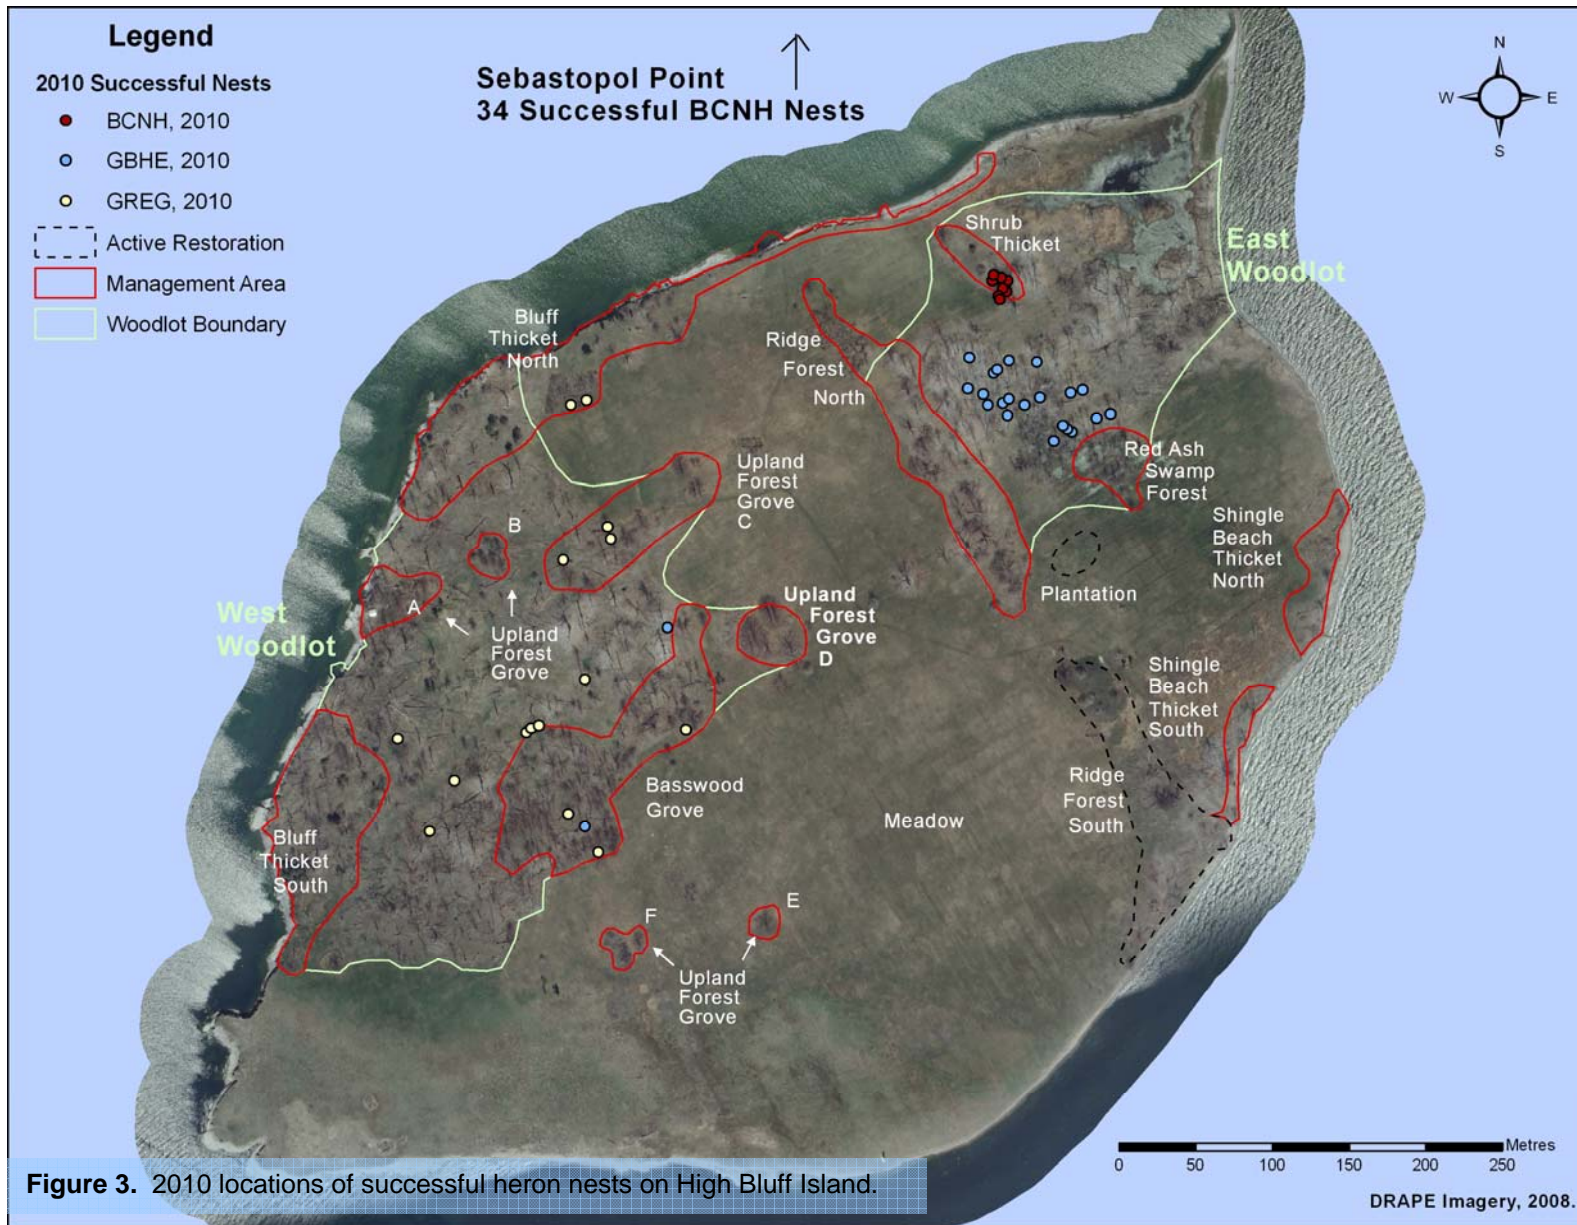 Legend
2010 Successful Nests
BCNH, 2010
GBHE, 2010
GREG, 2010
Active Restoration
Management Area
Woodlot Boundary
Sebastopol Point
34 Successful BCNH Nests
N
W
E
S
Shrub
Thicket
East
Woodlot
Bluff
Thicket
North
Ridge
Forest
North
Upland
Forest
Grove
C
Red Ash
Swamp
Forest
Shingle
Beach
Thicket
North
B
A
Upland
Forest
Grove
West
Woodlot
Upland
Forest
Grove
D
Plantation
Shingle
Beach
Thicket
South
Ridge
Forest
South
Basswood
Grove
Meadow
Bluff
Thicket
South
F
E
Upland
Forest
Grove
Metres
0 50 100 150 200 250
DRAPE Imagery, 2008.
Figure 3. 2010 locations of successful heron nests on High Bluff Island.